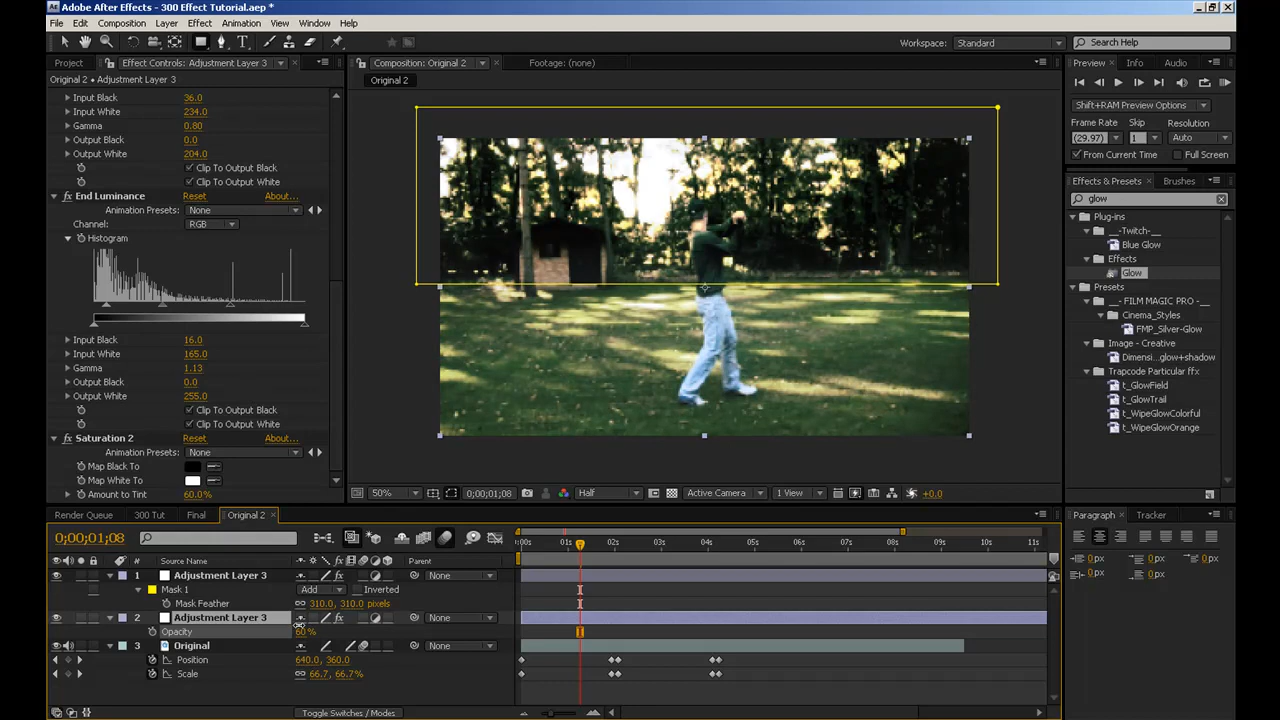 Adobe After Effects - 300 Effect Tutorial.aep *
File Edit Composition Layer Effect Animation View Window Help
Workspace: Standard Search Help
Project Effect Controls: Adjustment Layer 3
Original 2 • Adjustment Layer 3
Input Black 36.0
Input White 234.0
Gamma 0.80
Output Black 0.0
Output White 204.0
Clip To Output Black
Clip To Output White
End Luminance Reset About...
Animation Presets: None
Channel: RGB
Histogram
Input Black 16.0
Input White 165.0
Gamma 1.13
Output Black 0.0
Output White 255.0
Clip To Output Black
Clip To Output White
Saturation 2 Reset About...
Animation Presets: None
Map Black To
Map White To
Amount to Tint 60.0%
Composition: Original 2 Footage: (none)
Original 2
50% 0;00;01;08 Half Active Camera 1 View +0.0
Preview Info Audio
Shift+RAM Preview Options
Frame Rate Skip Resolution
(29.97) 1 Auto
From Current Time Full Screen
Effects & Presets Brushes
glow
Plug-ins
__-Twitch-__
Blue Glow
Effects
Glow
Presets
__ - FILM MAGIC PRO -__
Cinema_Styles
FMP_Silver-Glow
Image - Creative
Dimensi...glow+shadow
Trapcode Particular ffx
t_GlowField
t_GlowTrail
t_WipeGlowColorful
t_WipeGlowOrange
Render Queue 300 Tut Final Original 2
0;00;01;08
:00s 01s 02s 03s 04s 05s 06s 07s 08s 09s 10s 11s
# Source Name Parent
1 Adjustment Layer 3 None
Mask 1 Add Inverted
Mask Feather 310.0, 310.0 pixels
2 Adjustment Layer 3 None
Opacity 60 %
3 Original None
Position 640.0, 360.0
Scale 66.7, 66.7%
Toggle Switches / Modes
Paragraph Tracker
0 px 0 px 0 px
0 px 0 px